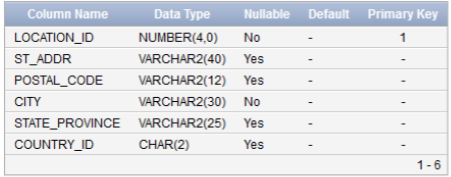 Column Name Data Type Nullable Default Primary Key
LOCATION_ID NUMBER(4,0) No - 1
ST_ADDR VARCHAR2(40) Yes - -
POSTAL_CODE VARCHAR2(12) Yes - -
CITY VARCHAR2(30) No - -
STATE_PROVINCE VARCHAR2(25) Yes - -
COUNTRY_ID CHAR(2) Yes - -
1 - 6